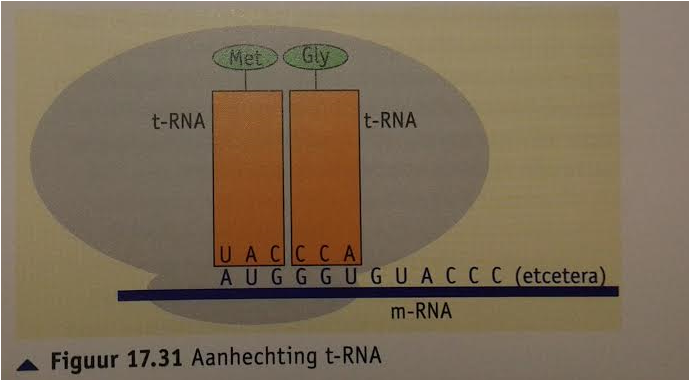 Met Gly
t-RNA t-RNA
U A C C C A
A U G G G U G U A C C C (etcetera)
m-RNA
Figuur 17.31 Aanhechting t-RNA